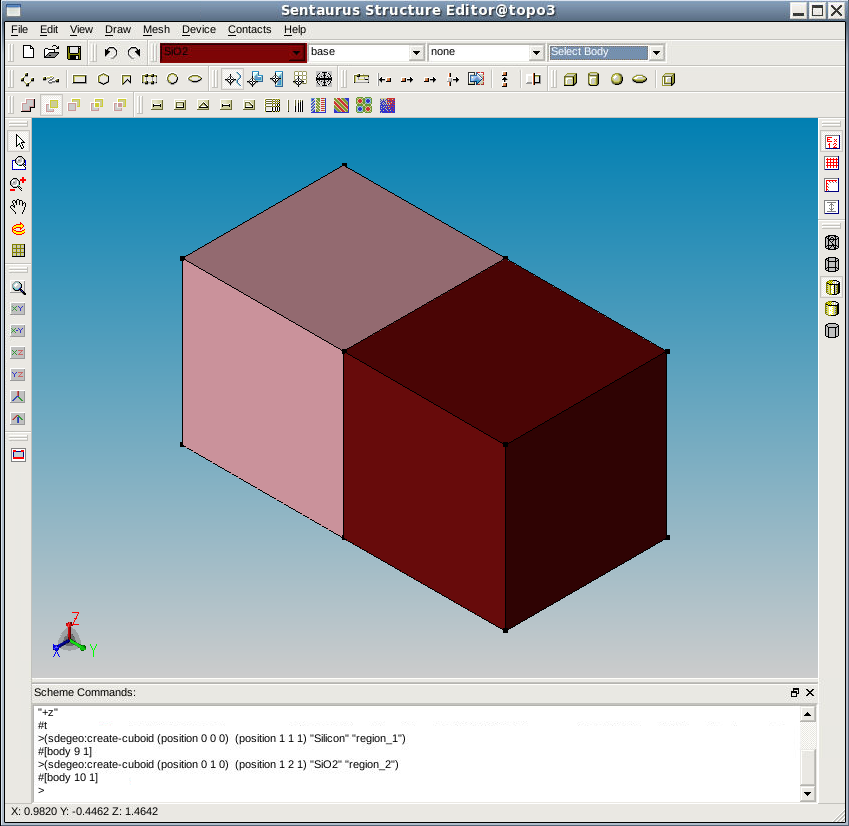 Sentaurus Structure Editor@topo3
File Edit View Draw Mesh Device Contacts Help
SiO2 base none Select Body
Z
X Y
Scheme Commands:
"+z"
#t
>(sdegeo:create-cuboid (position 0 0 0)  (position 1 1 1) "Silicon" "region_1")
#[body 9 1]
>(sdegeo:create-cuboid (position 0 1 0)  (position 1 2 1) "SiO2" "region_2")
#[body 10 1]
>
X: 0.9820 Y: -0.4462 Z: 1.4642